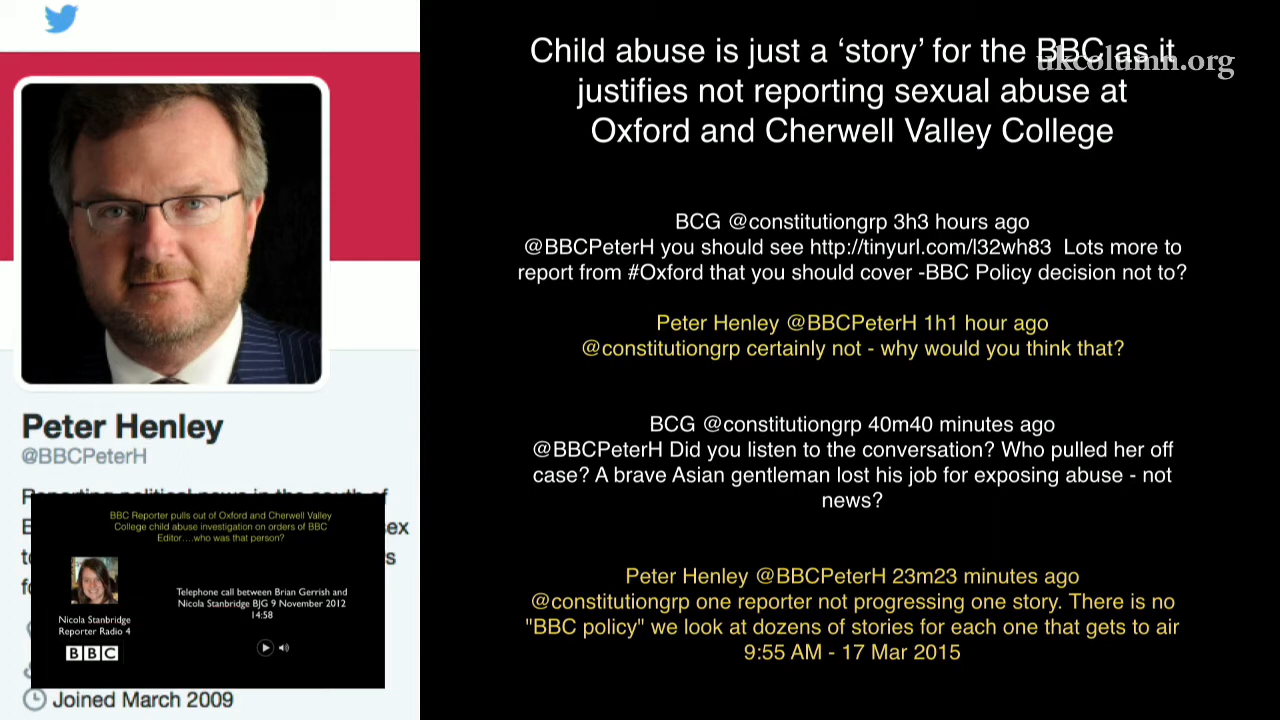 Child abuse is just a ‘story’ for the BBC as it
justifies not reporting sexual abuse at
Oxford and Cherwell Valley College
ukcolumn.org
BCG @constitutiongrp 3h3 hours ago
@BBCPeterH you should see http://tinyurl.com/l32wh83 Lots more to
report from #Oxford that you should cover -BBC Policy decision not to?
Peter Henley @BBCPeterH 1h1 hour ago
@constitutiongrp certainly not - why would you think that?
BCG @constitutiongrp 40m40 minutes ago
@BBCPeterH Did you listen to the conversation? Who pulled her off
case? A brave Asian gentleman lost his job for exposing abuse - not
news?
Peter Henley @BBCPeterH 23m23 minutes ago
@constitutiongrp one reporter not progressing one story. There is no
"BBC policy" we look at dozens of stories for each one that gets to air
9:55 AM - 17 Mar 2015
Peter Henley
@BBCPeterH
Reporting political news in the south of
BBC Reporter pulls out of Oxford and Cherwell Valley
College child abuse investigation on orders of BBC
Editor....who was that person?
Telephone call between Brian Gerrish and
Nicola Stanbridge BJG 9 November 2012
14:58
Nicola Stanbridge
Reporter Radio 4
BBC
Joined March 2009